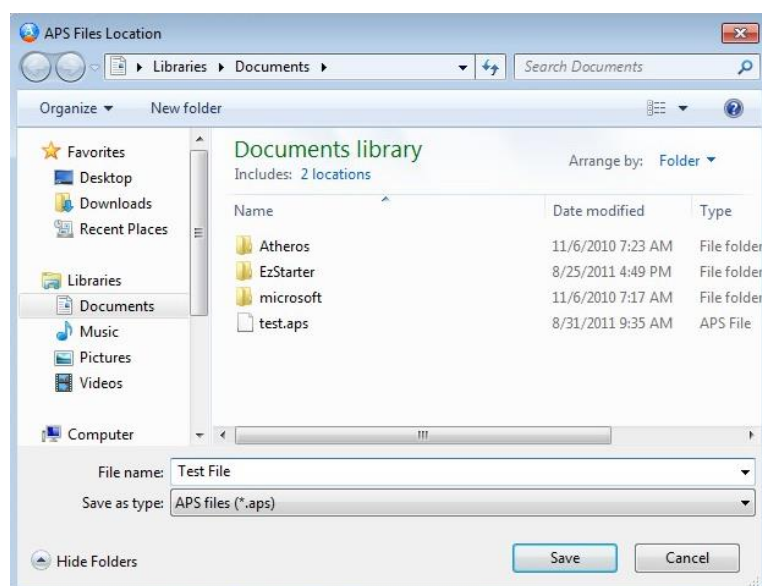 APS Files Location
Libraries Documents
Search Documents
Organize New folder
Favorites
Desktop
Downloads
Recent Places
Libraries
Documents
Music
Pictures
Videos
Computer
Documents library
Includes: 2 locations
Arrange by: Folder
Name Date modified Type
Atheros 11/6/2010 7:23 AM File folder
EzStarter 8/25/2011 4:49 PM File folder
microsoft 11/6/2010 7:17 AM File folder
test.aps 8/31/2011 9:35 AM APS File
File name: Test File
Save as type: APS files (*.aps)
Hide Folders
Save Cancel